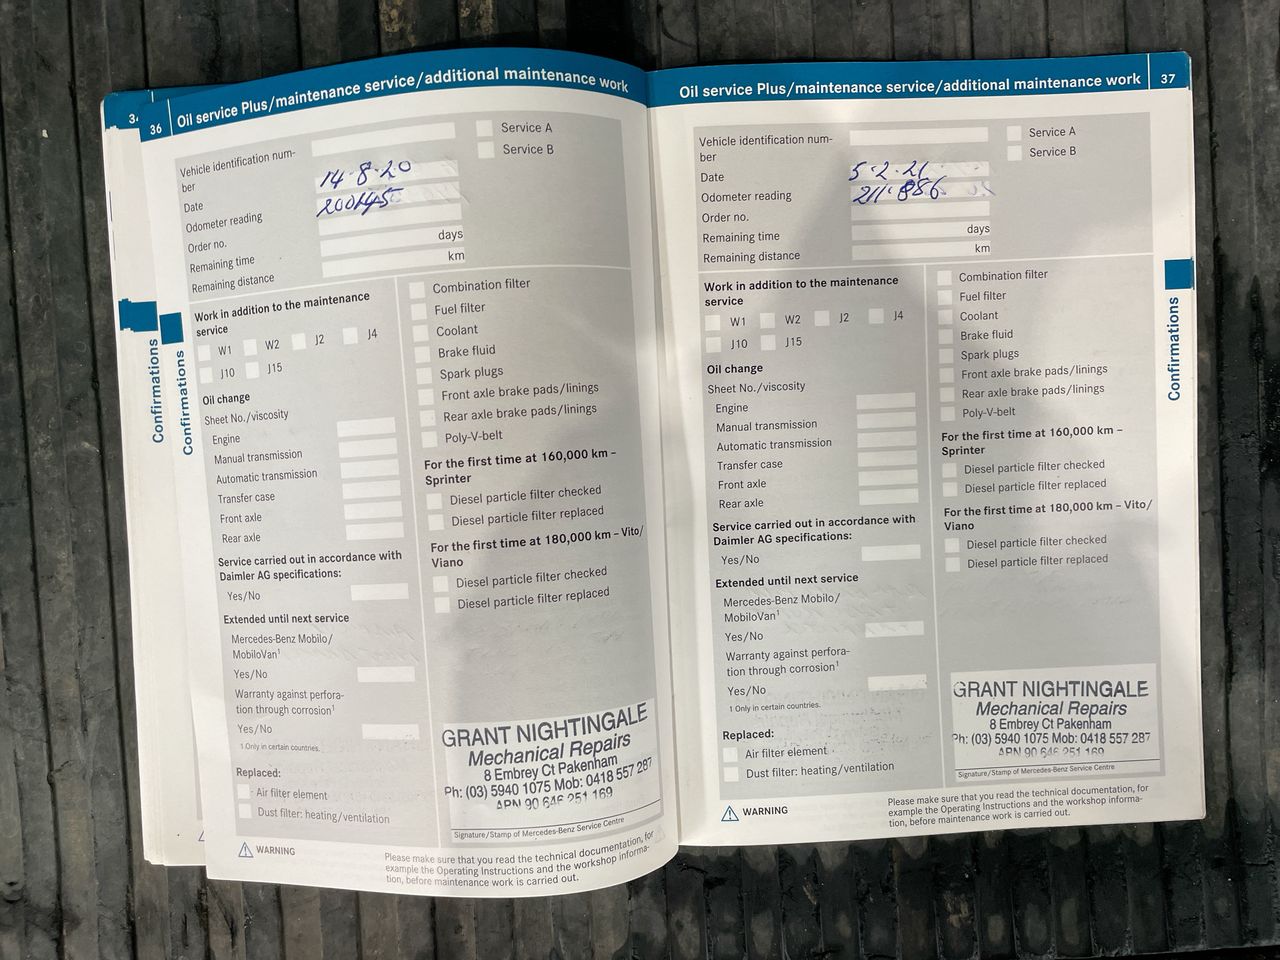 34
36 Oil service Plus/maintenance service/additional maintenance work
Vehicle identification num-
ber
Service A
Service B
Date 14·8·20
Odometer reading
Order no.
Remaining time days
Remaining distance km
Work in addition to the maintenance
service
W1 W2 J2 J4
J10 J15
Oil change
Sheet No./viscosity
Engine
Manual transmission
Automatic transmission
Transfer case
Front axle
Rear axle
Service carried out in accordance with
Daimler AG specifications:
Yes/No
Extended until next service
Mercedes-Benz Mobilo/
MobiloVan¹
Yes/No
Warranty against perfora-
tion through corrosion¹
Yes/No
1 Only in certain countries.
Replaced:
Air filter element
Dust filter: heating/ventilation
Combination filter
Fuel filter
Coolant
Brake fluid
Spark plugs
Front axle brake pads/linings
Rear axle brake pads/linings
Poly-V-belt
For the first time at 160,000 km –
Sprinter
Diesel particle filter checked
Diesel particle filter replaced
For the first time at 180,000 km – Vito/
Viano
Diesel particle filter checked
Diesel particle filter replaced
GRANT NIGHTINGALE
Mechanical Repairs
8 Embrey Ct Pakenham
Ph: (03) 5940 1075 Mob: 0418 557 287
ABN 90 646 251 169
Signature/Stamp of Mercedes-Benz Service Centre
WARNING
Please make sure that you read the technical documentation, for
example the Operating Instructions and the workshop informa-
tion, before maintenance work is carried out.
Confirmations
Confirmations
Oil service Plus/maintenance service/additional maintenance work 37
Vehicle identification num-
ber
Service A
Service B
Date 5·2·21
Odometer reading 211·886
Order no.
Remaining time days
Remaining distance km
Work in addition to the maintenance
service
W1 W2 J2 J4
J10 J15
Oil change
Sheet No./viscosity
Engine
Manual transmission
Automatic transmission
Transfer case
Front axle
Rear axle
Service carried out in accordance with
Daimler AG specifications:
Yes/No
Extended until next service
Mercedes-Benz Mobilo/
MobiloVan¹
Yes/No
Warranty against perfora-
tion through corrosion¹
Yes/No
1 Only in certain countries.
Replaced:
Air filter element
Dust filter: heating/ventilation
Combination filter
Fuel filter
Coolant
Brake fluid
Spark plugs
Front axle brake pads/linings
Rear axle brake pads/linings
Poly-V-belt
For the first time at 160,000 km –
Sprinter
Diesel particle filter checked
Diesel particle filter replaced
For the first time at 180,000 km – Vito/
Viano
Diesel particle filter checked
Diesel particle filter replaced
GRANT NIGHTINGALE
Mechanical Repairs
8 Embrey Ct Pakenham
Ph: (03) 5940 1075 Mob: 0418 557 287
ABN 90 646 251 169
Signature/Stamp of Mercedes-Benz Service Centre
WARNING
Please make sure that you read the technical documentation, for
example the Operating Instructions and the workshop informa-
tion, before maintenance work is carried out.
Confirmations